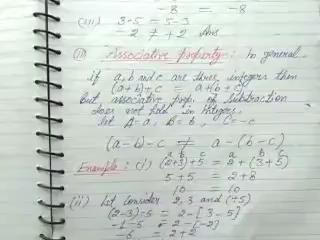 -8 = -8
(iii) 3-5 = 5-3
-2 ≠ +2 Ans
(iii) Associative property: In general
If a, b and c are three integers then
(a+b)+c = a+(b+c)
But associative prop. of subtraction
does not hold in integers.
let A=a, B=b, C=-c
(a-b)-c ≠ a-(b-c)
a b c a b c
Example: (i) (2+3)+5 = 2+(3+5)
5+5 = 2+8
10 = 10
(ii) Let consider 2, 3 and (+5)
(2-3)-5 = 2-[3-5]
-1-5 ≠ 2-[-2]
-6 = 2+2